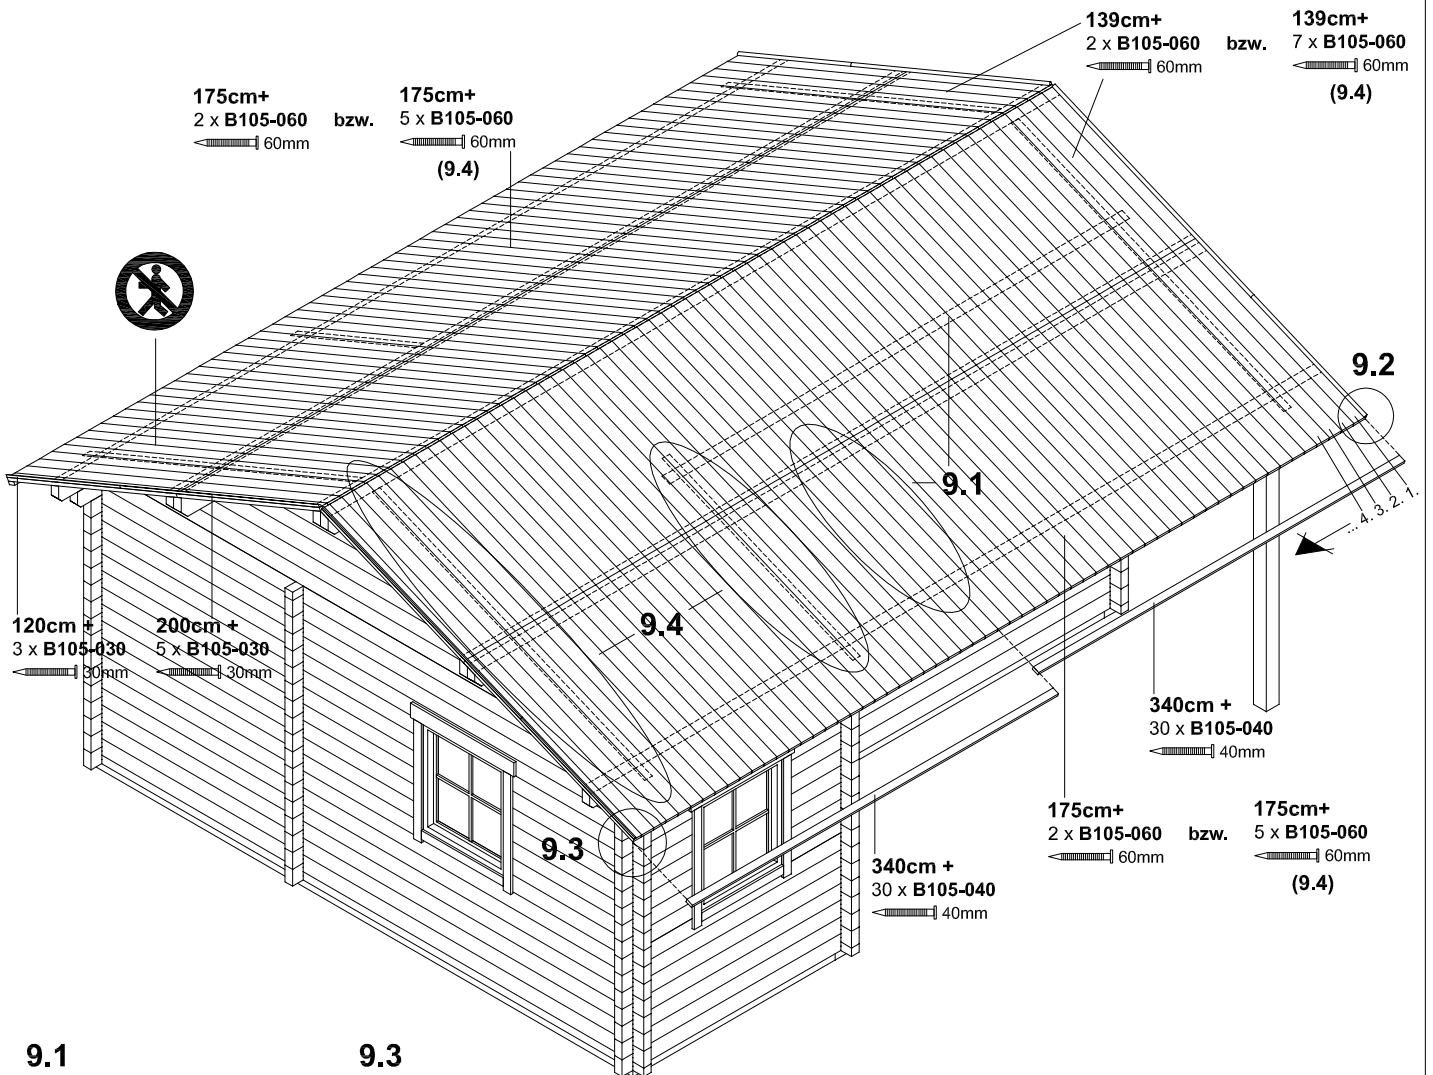 139cm+
2 x B105-060 bzw.
60mm
139cm+
7 x B105-060
60mm
(9.4)
175cm+
2 x B105-060 bzw.
60mm
175cm+
5 x B105-060
60mm
(9.4)
9.2
9.1
... 4. 3. 2. 1.
9.4
120cm +
3 x B105-030
30mm
200cm +
5 x B105-030
30mm
340cm +
30 x B105-040
40mm
175cm+
2 x B105-060 bzw.
60mm
175cm+
5 x B105-060
60mm
(9.4)
9.3
340cm +
30 x B105-040
40mm
9.1
9.3